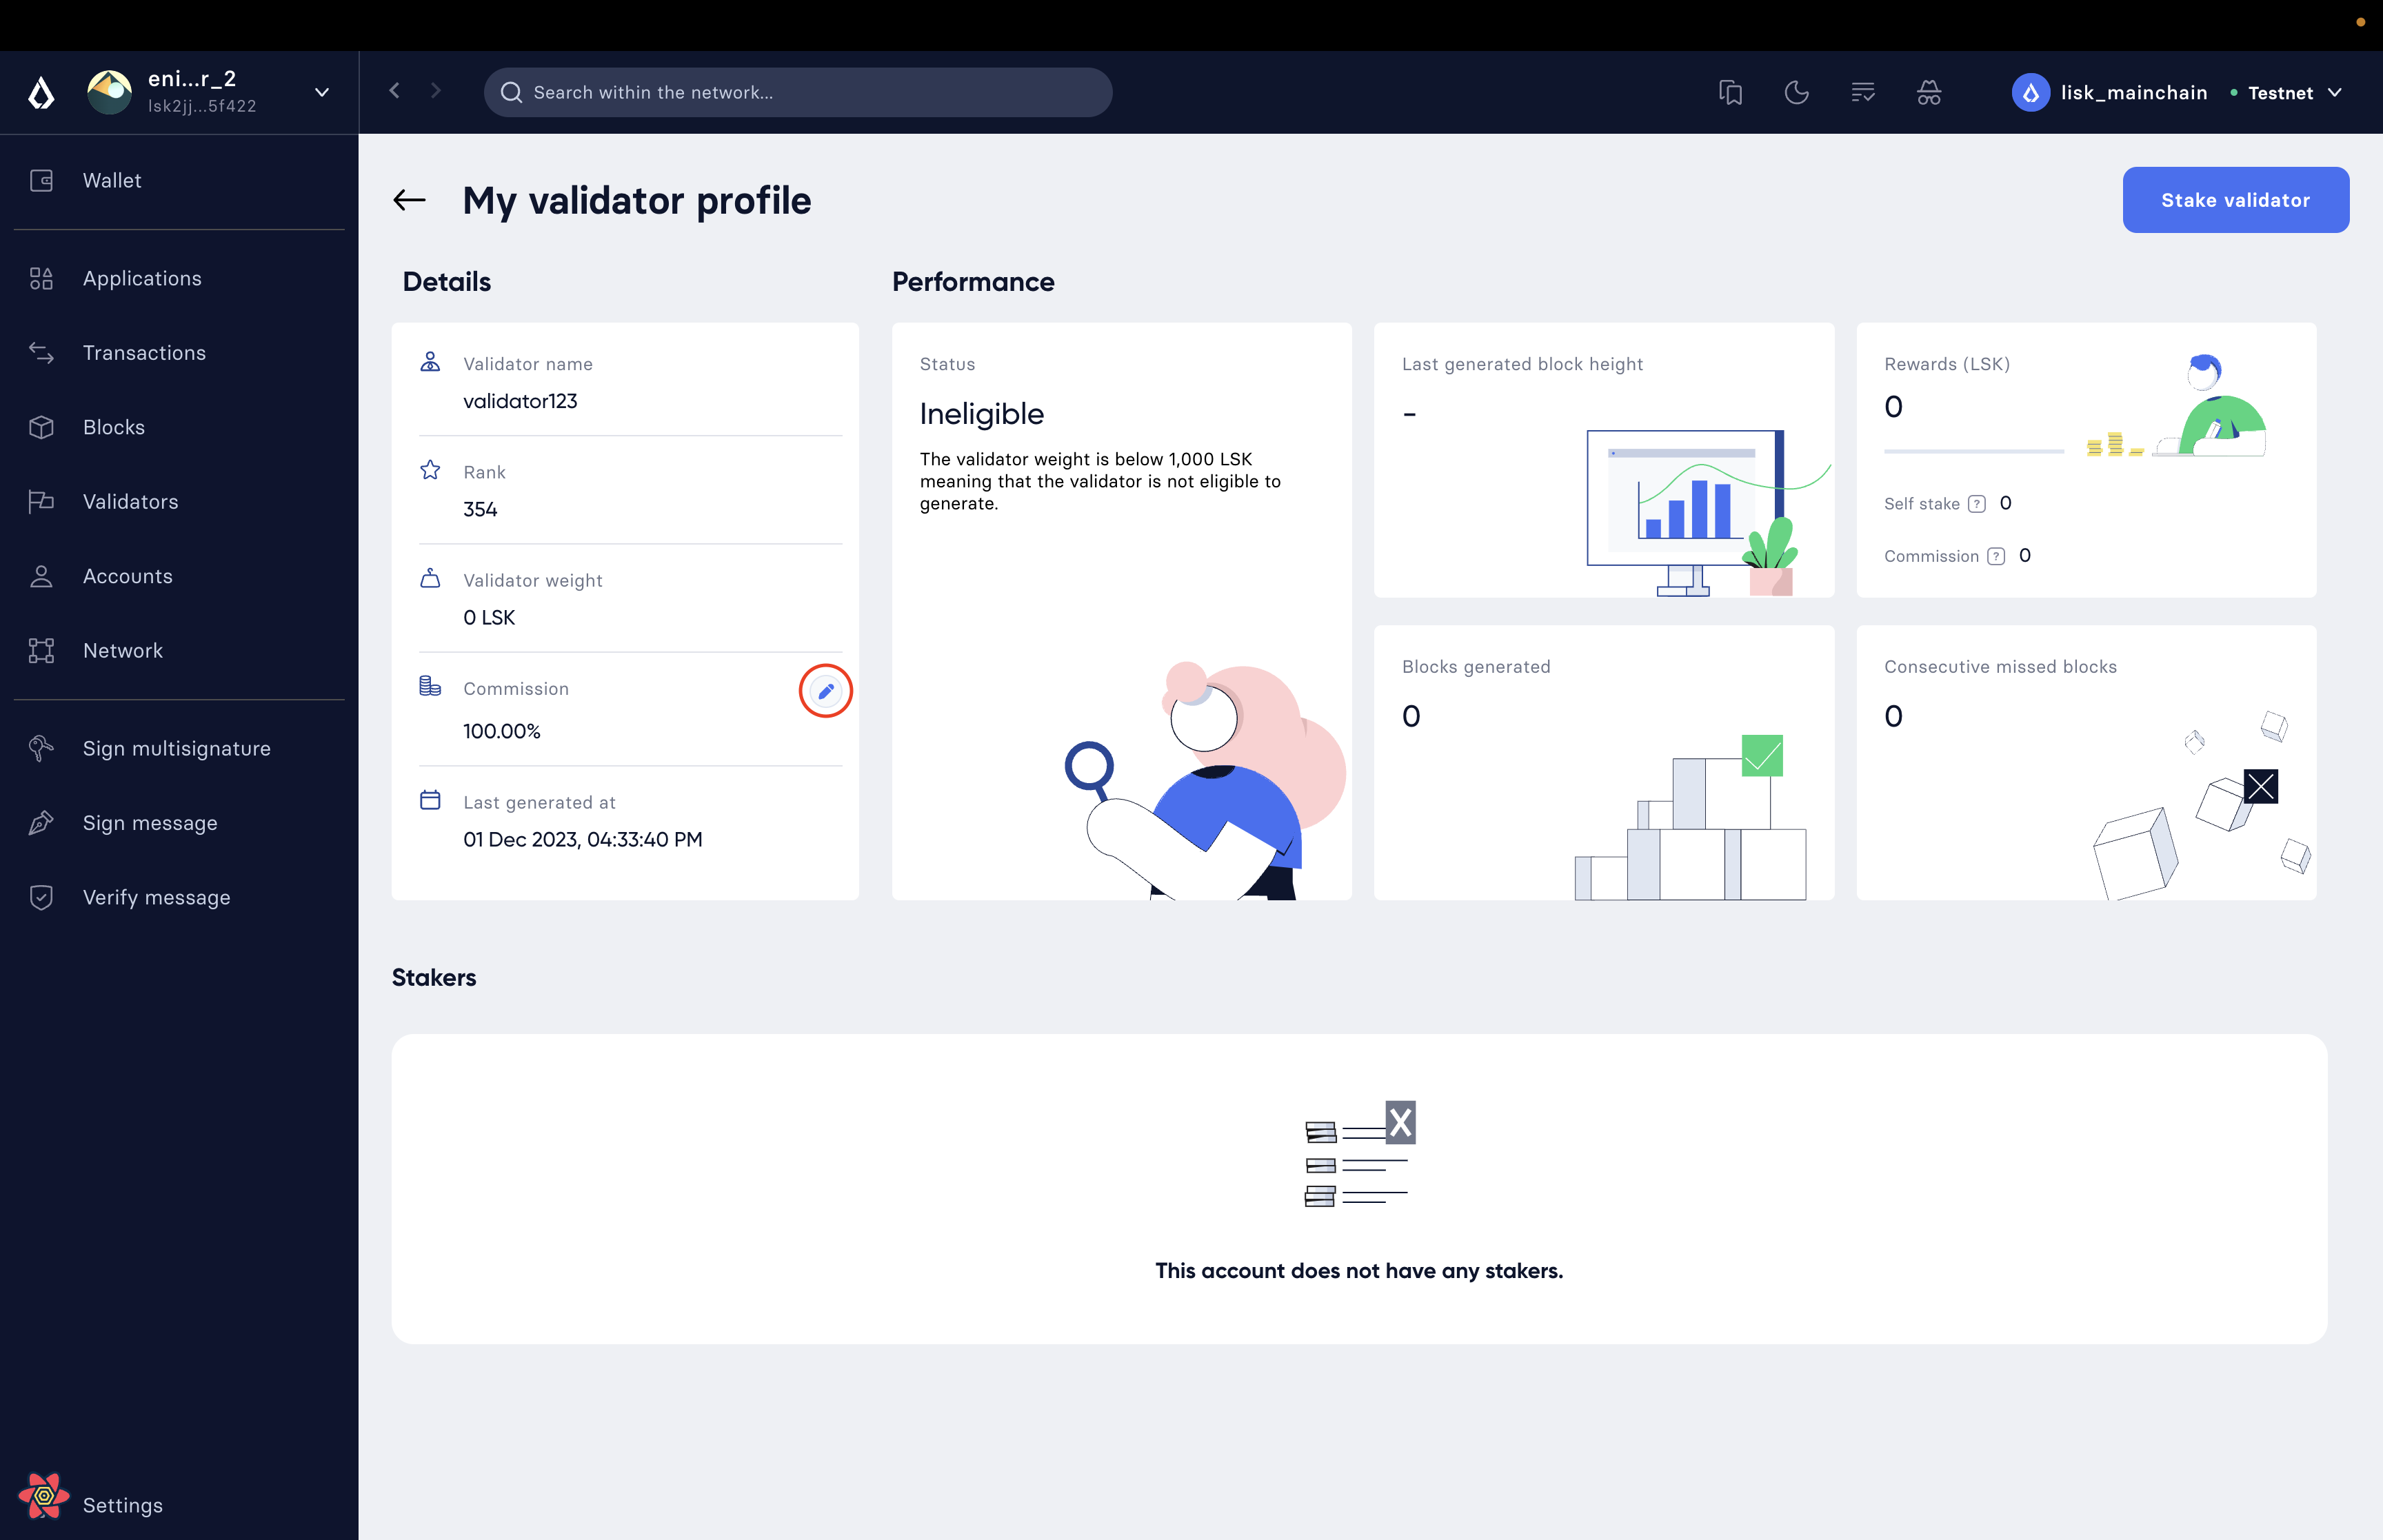 eni...r_2
lsk2jj...5f422
Search within the network...
lisk_mainchain
Testnet
Wallet
Applications
Transactions
Blocks
Validators
Accounts
Network
Sign multisignature
Sign message
Verify message
Settings
My validator profile
Stake validator
Details
Validator name
validator123
Rank
354
Validator weight
0 LSK
Commission
100.00%
Last generated at
01 Dec 2023, 04:33:40 PM
Performance
Status
Ineligible
The validator weight is below 1,000 LSK
meaning that the validator is not eligible to
generate.
Last generated block height
-
Rewards (LSK)
0
Self stake ? 0
Commission ? 0
Blocks generated
0
Consecutive missed blocks
0
Stakers
This account does not have any stakers.